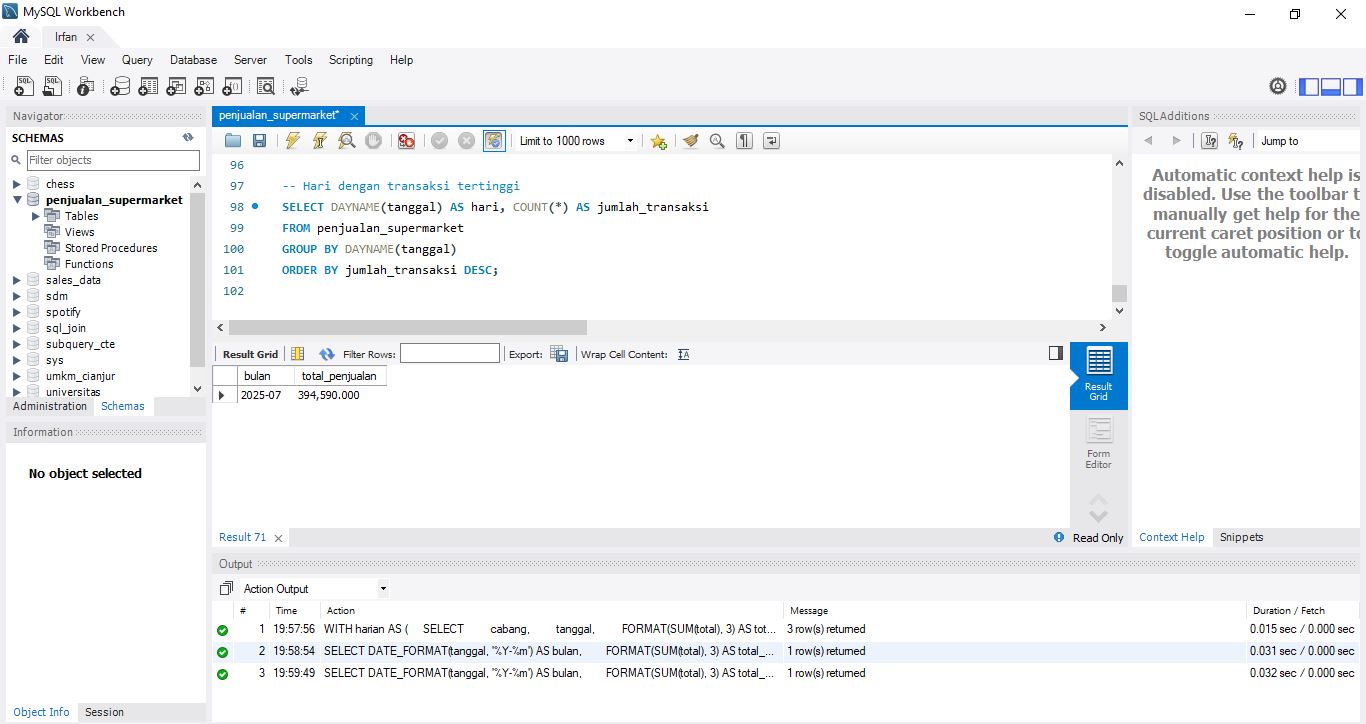 MySQL Workbench
Irfan
File Edit View Query Database Server Tools Scripting Help
Navigator
SCHEMAS
Filter objects
chess
penjualan_supermarket
Tables
Views
Stored Procedures
Functions
sales_data
sdm
spotify
sql_join
subquery_cte
sys
umkm_cianjur
universitas
Administration Schemas
Information
No object selected
Object Info Session
penjualan_supermarket*
Limit to 1000 rows
96
97 -- Hari dengan transaksi tertinggi
98 SELECT DAYNAME(tanggal) AS hari, COUNT(*) AS jumlah_transaksi
99 FROM penjualan_supermarket
100 GROUP BY DAYNAME(tanggal)
101 ORDER BY jumlah_transaksi DESC;
102
Result Grid Filter Rows: Export: Wrap Cell Content:
bulan total_penjualan
2025-07 394,590.000
Result Grid
Form Editor
Result 71
Read Only
SQLAdditions
Jump to
Automatic context help is
disabled. Use the toolbar t
manually get help for the
current caret position or to
toggle automatic help.
Context Help Snippets
Output
Action Output
# Time Action Message Duration / Fetch
1 19:57:56 WITH harian AS ( SELECT cabang, tanggal, FORMAT(SUM(total), 3) AS tot... 3 row(s) returned 0.015 sec / 0.000 sec
2 19:58:54 SELECT DATE_FORMAT(tanggal, '%Y-%m') AS bulan, FORMAT(SUM(total), 3) AS total_... 1 row(s) returned 0.031 sec / 0.000 sec
3 19:59:49 SELECT DATE_FORMAT(tanggal, '%Y-%m') AS bulan, FORMAT(SUM(total), 3) AS total_... 1 row(s) returned 0.032 sec / 0.000 sec